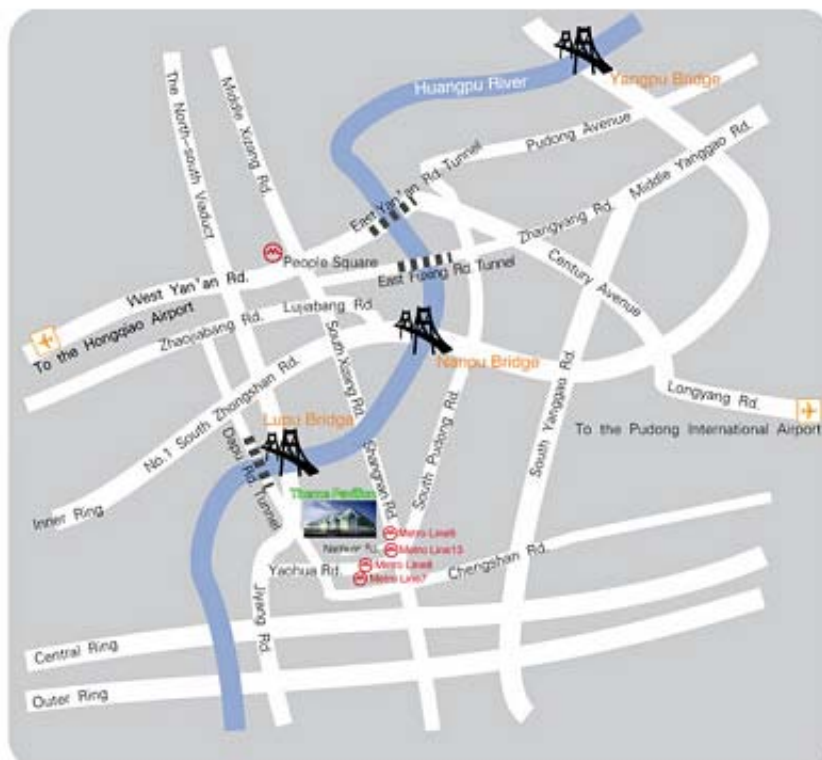 Huangpu River
Yangpu Bridge
The North-south Viaduct
Middle Xizang Rd.
Pudong Avenue
East Yan'an Rd. Tunnel
Middle Yanggao Rd.
Zhangyang Rd.
People Square
East Fuxing Rd. Tunnel
West Yan'an Rd.
Century Avenue
To the Hongqiao Airport
Lujiabang Rd.
Zhaojiabang Rd.
Nanpu Bridge
South Xizang Rd.
No.1 South Zhongshan Rd.
Longyang Rd.
To the Pudong International Airport
South Yanggao Rd.
South Pudong Rd.
Lupu Bridge
Dapu Rd. Tunnel
Shangnan Rd.
Inner Ring
Theme Pavilion
Metro Line13
Chengshan Rd.
Yaohua Rd.
Metro Line7
Jiyang Rd.
Central Ring
Outer Ring